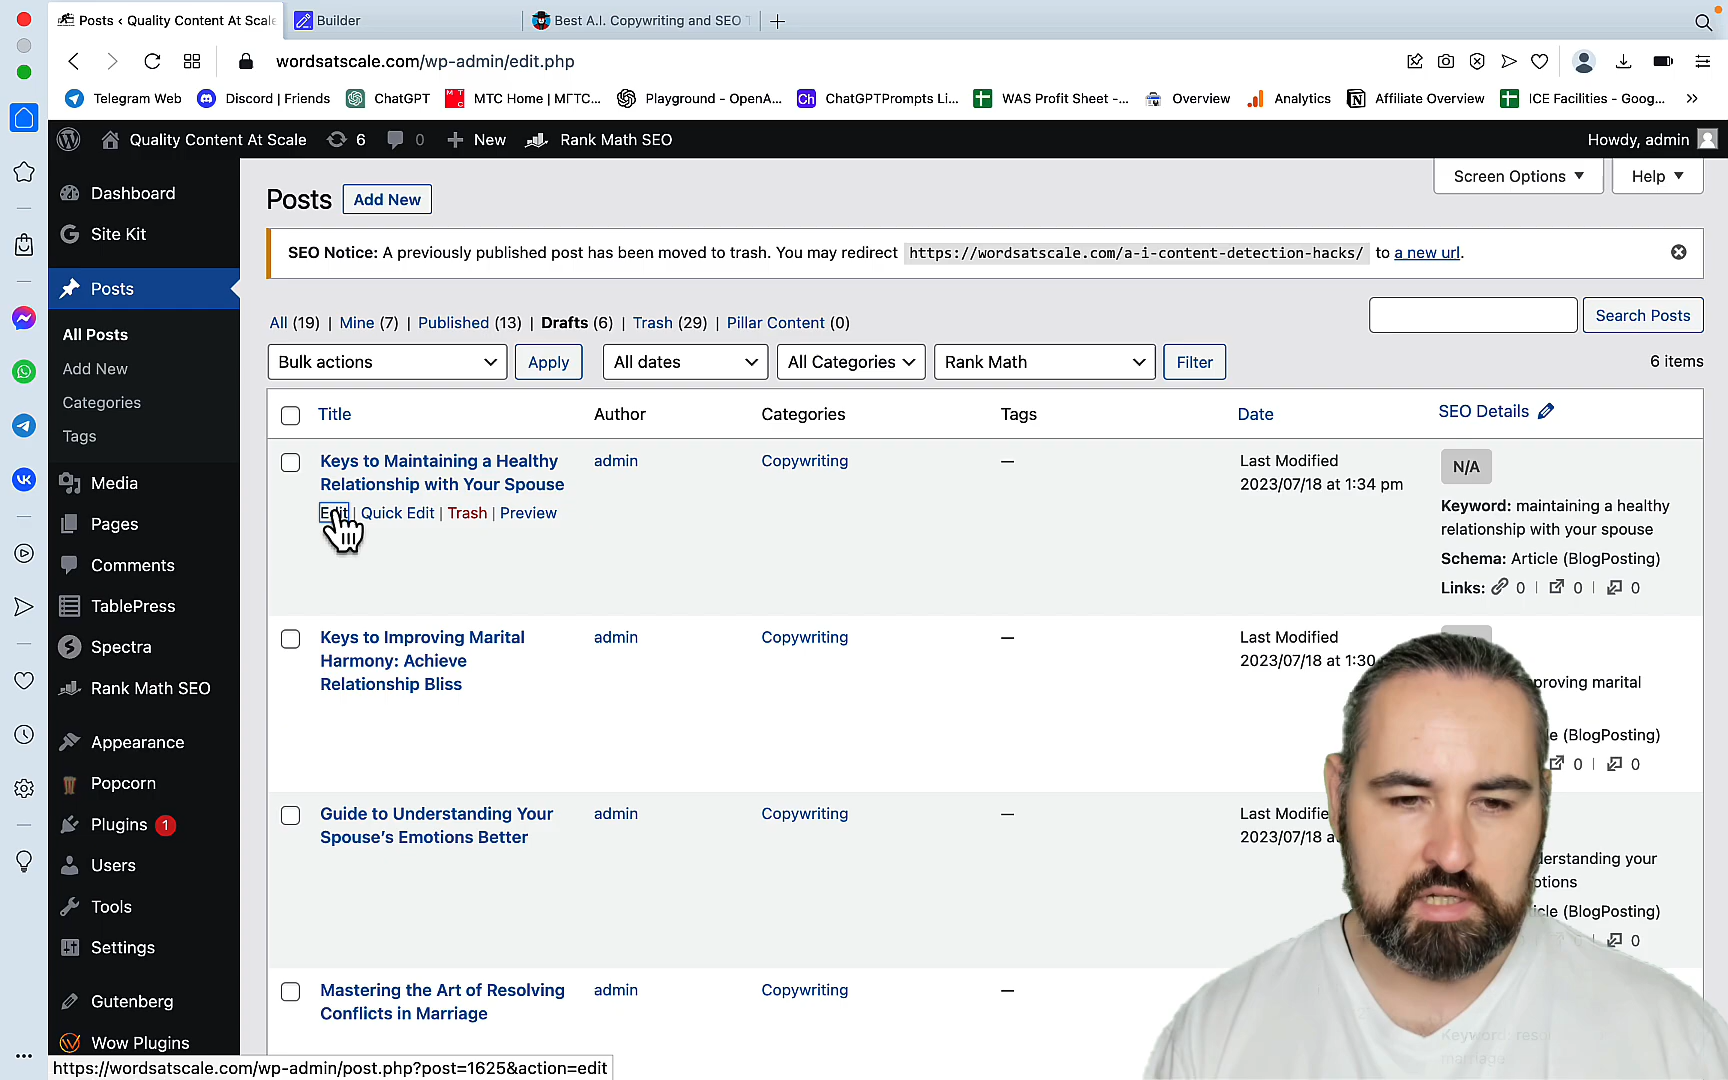 Posts ‹ Quality Content At Scale
Builder
Best A.I. Copywriting and SEO T
wordsatscale.com/wp-admin/edit.php
Telegram Web
Discord | Friends
ChatGPT
МТС Home | МГТС...
Playground - OpenA...
ChatGPTPrompts Li...
WAS Profit Sheet -...
Overview
Analytics
Affiliate Overview
ICE Facilities - Goog...
Quality Content At Scale
6
0
New
Rank Math SEO
Howdy, admin
Dashboard
Site Kit
Posts
All Posts
Add New
Categories
Tags
Media
Pages
Comments
TablePress
Spectra
Rank Math SEO
Appearance
Popcorn
Plugins 1
Users
Tools
Settings
Gutenberg
Wow Plugins
Screen Options
Help
Posts
Add New
SEO Notice: A previously published post has been moved to trash. You may redirect https://wordsatscale.com/a-i-content-detection-hacks/ to a new url.
All (19) | Mine (7) | Published (13) | Drafts (6) | Trash (29) | Pillar Content (0)
Search Posts
Bulk actions
Apply
All dates
All Categories
Rank Math
Filter
6 items
Title
Author
Categories
Tags
Date
SEO Details
Keys to Maintaining a Healthy
Relationship with Your Spouse
Edit | Quick Edit | Trash | Preview
admin
Copywriting
—
Last Modified
2023/07/18 at 1:34 pm
N/A
Keyword: maintaining a healthy
relationship with your spouse
Schema: Article (BlogPosting)
Links: 0 | 0 | 0
Keys to Improving Marital
Harmony: Achieve
Relationship Bliss
admin
Copywriting
—
Last Modified
2023/07/18 at 1:30
proving marital
e (BlogPosting)
0 | 0
Guide to Understanding Your
Spouse's Emotions Better
admin
Copywriting
—
Last Modifie
2023/07/18 at
derstanding your
otions
icle (BlogPosting)
0
Mastering the Art of Resolving
Conflicts in Marriage
admin
Copywriting
—
Keyword:
marriage
https://wordsatscale.com/wp-admin/post.php?post=1625&action=edit